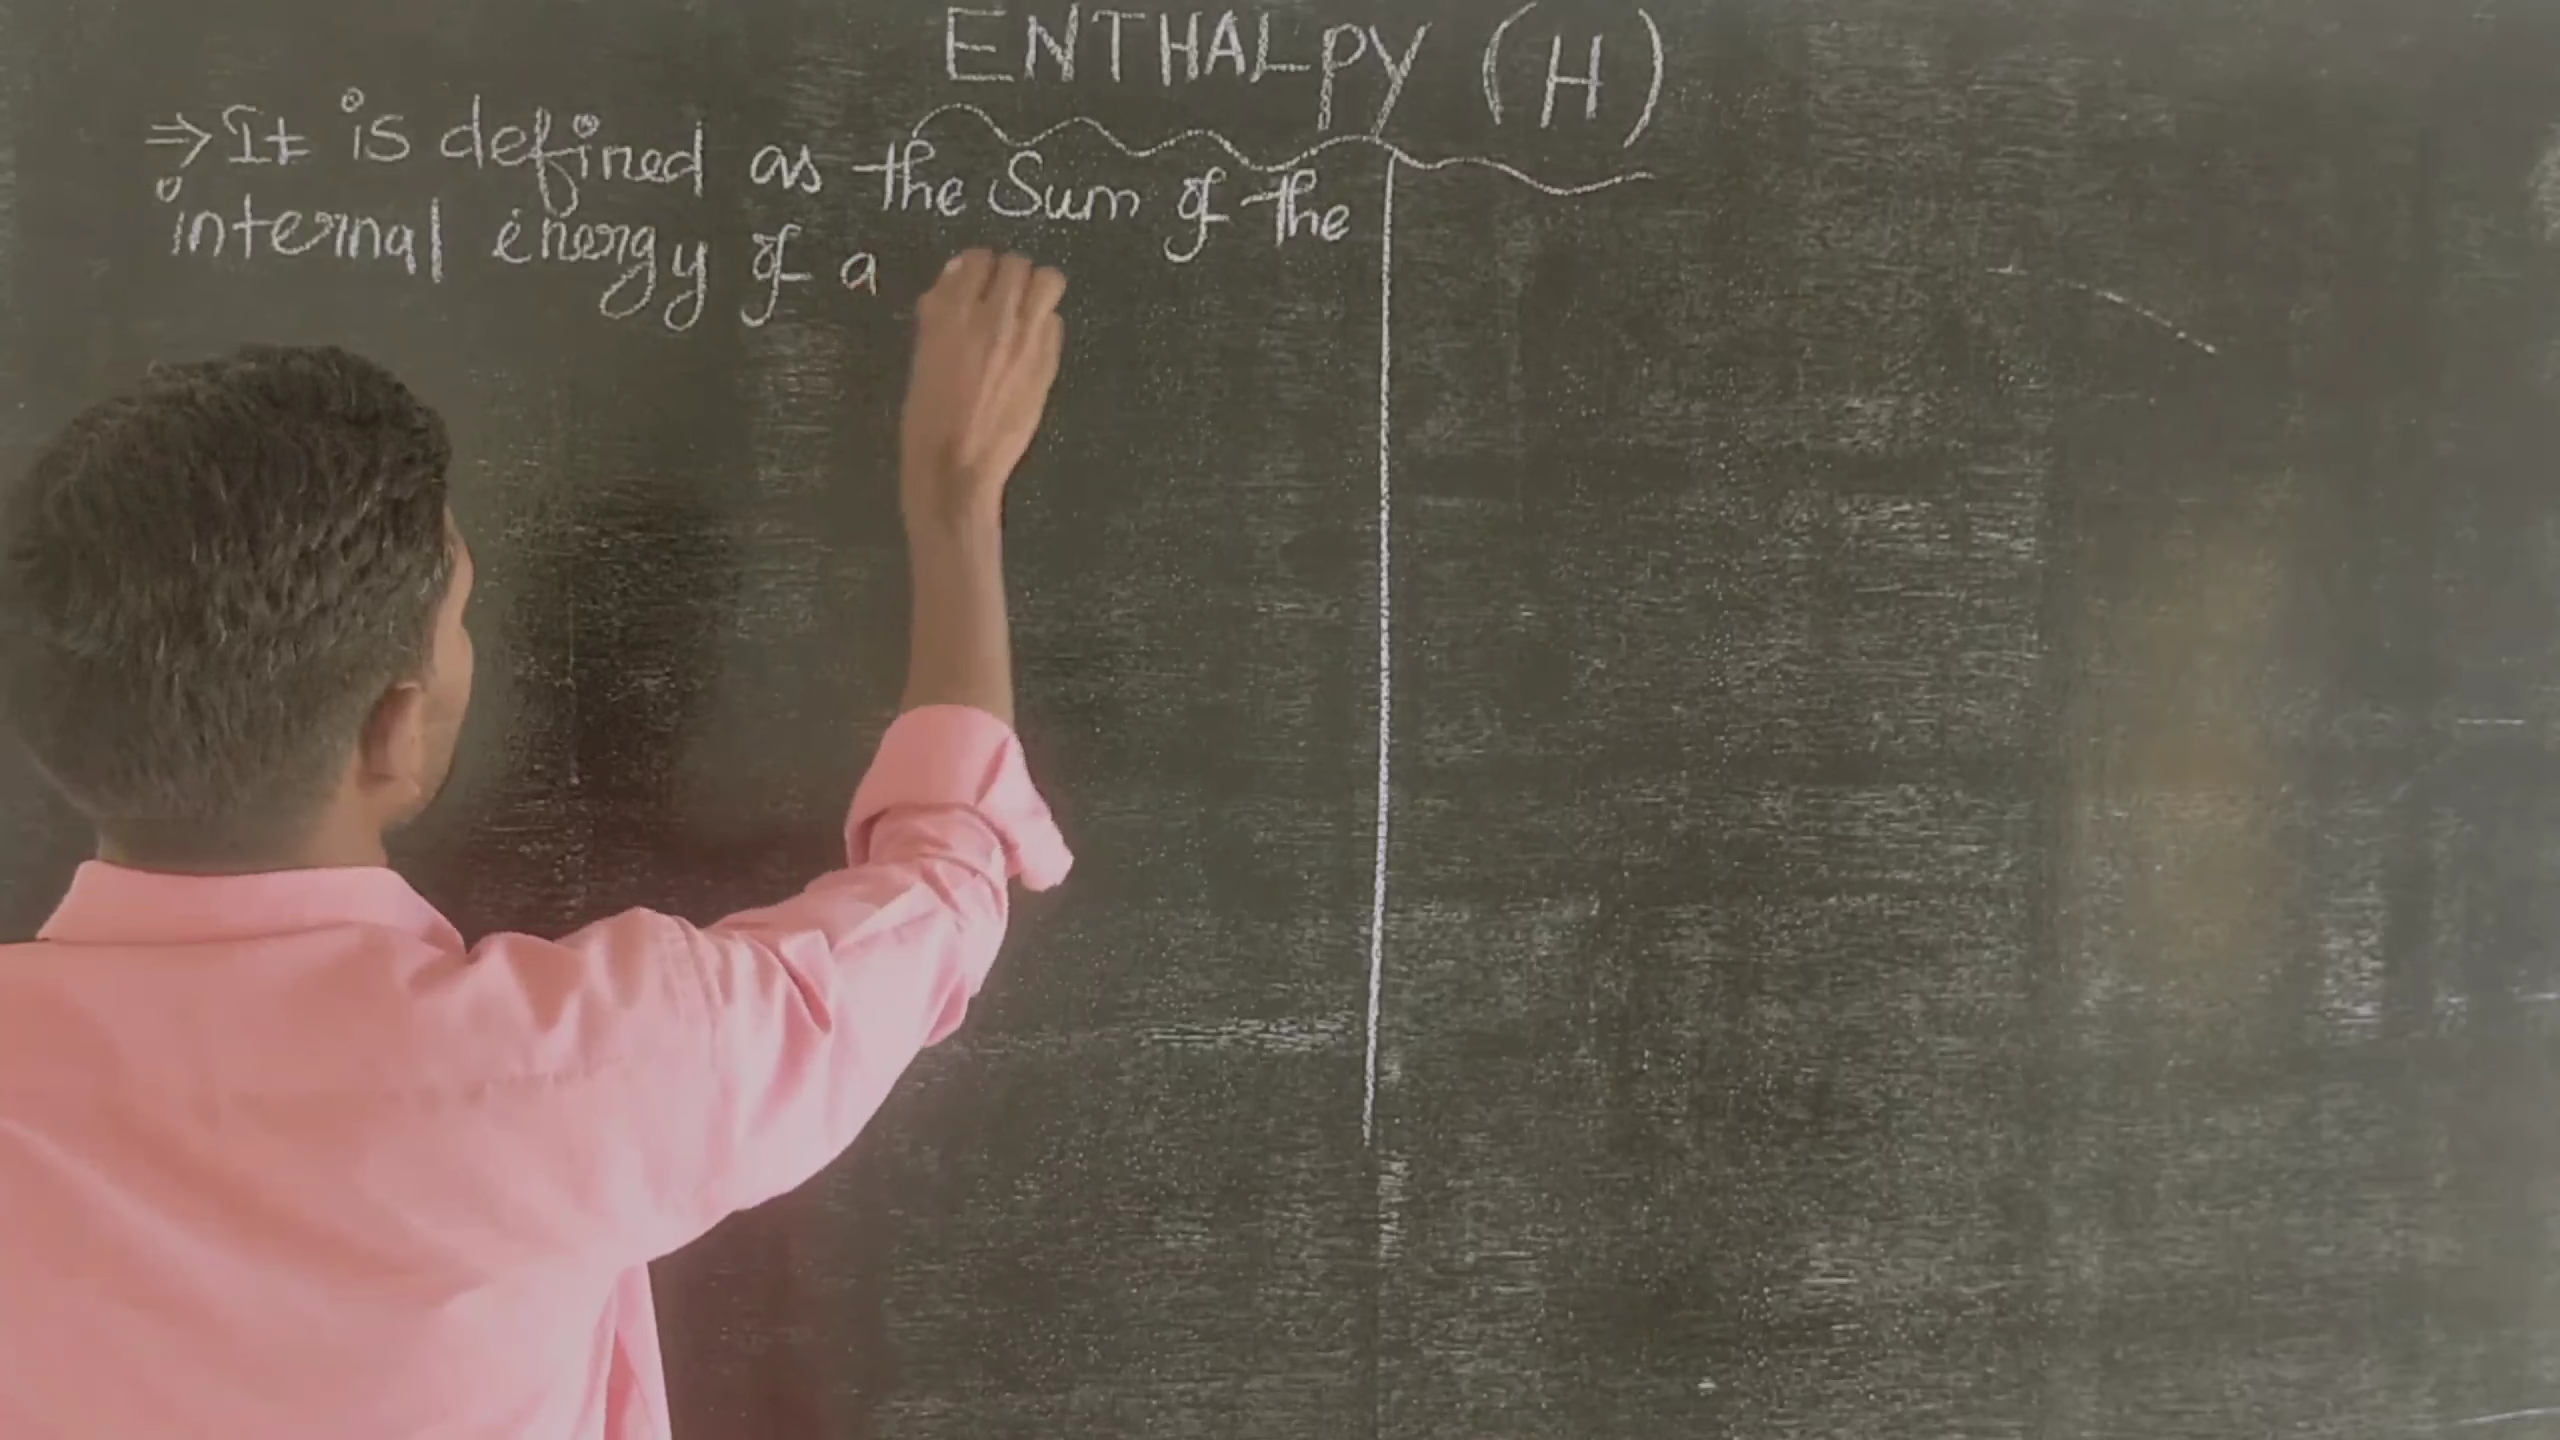 ENTHALPY (H)
⇒ It is defined as the Sum of the
internal energy of a